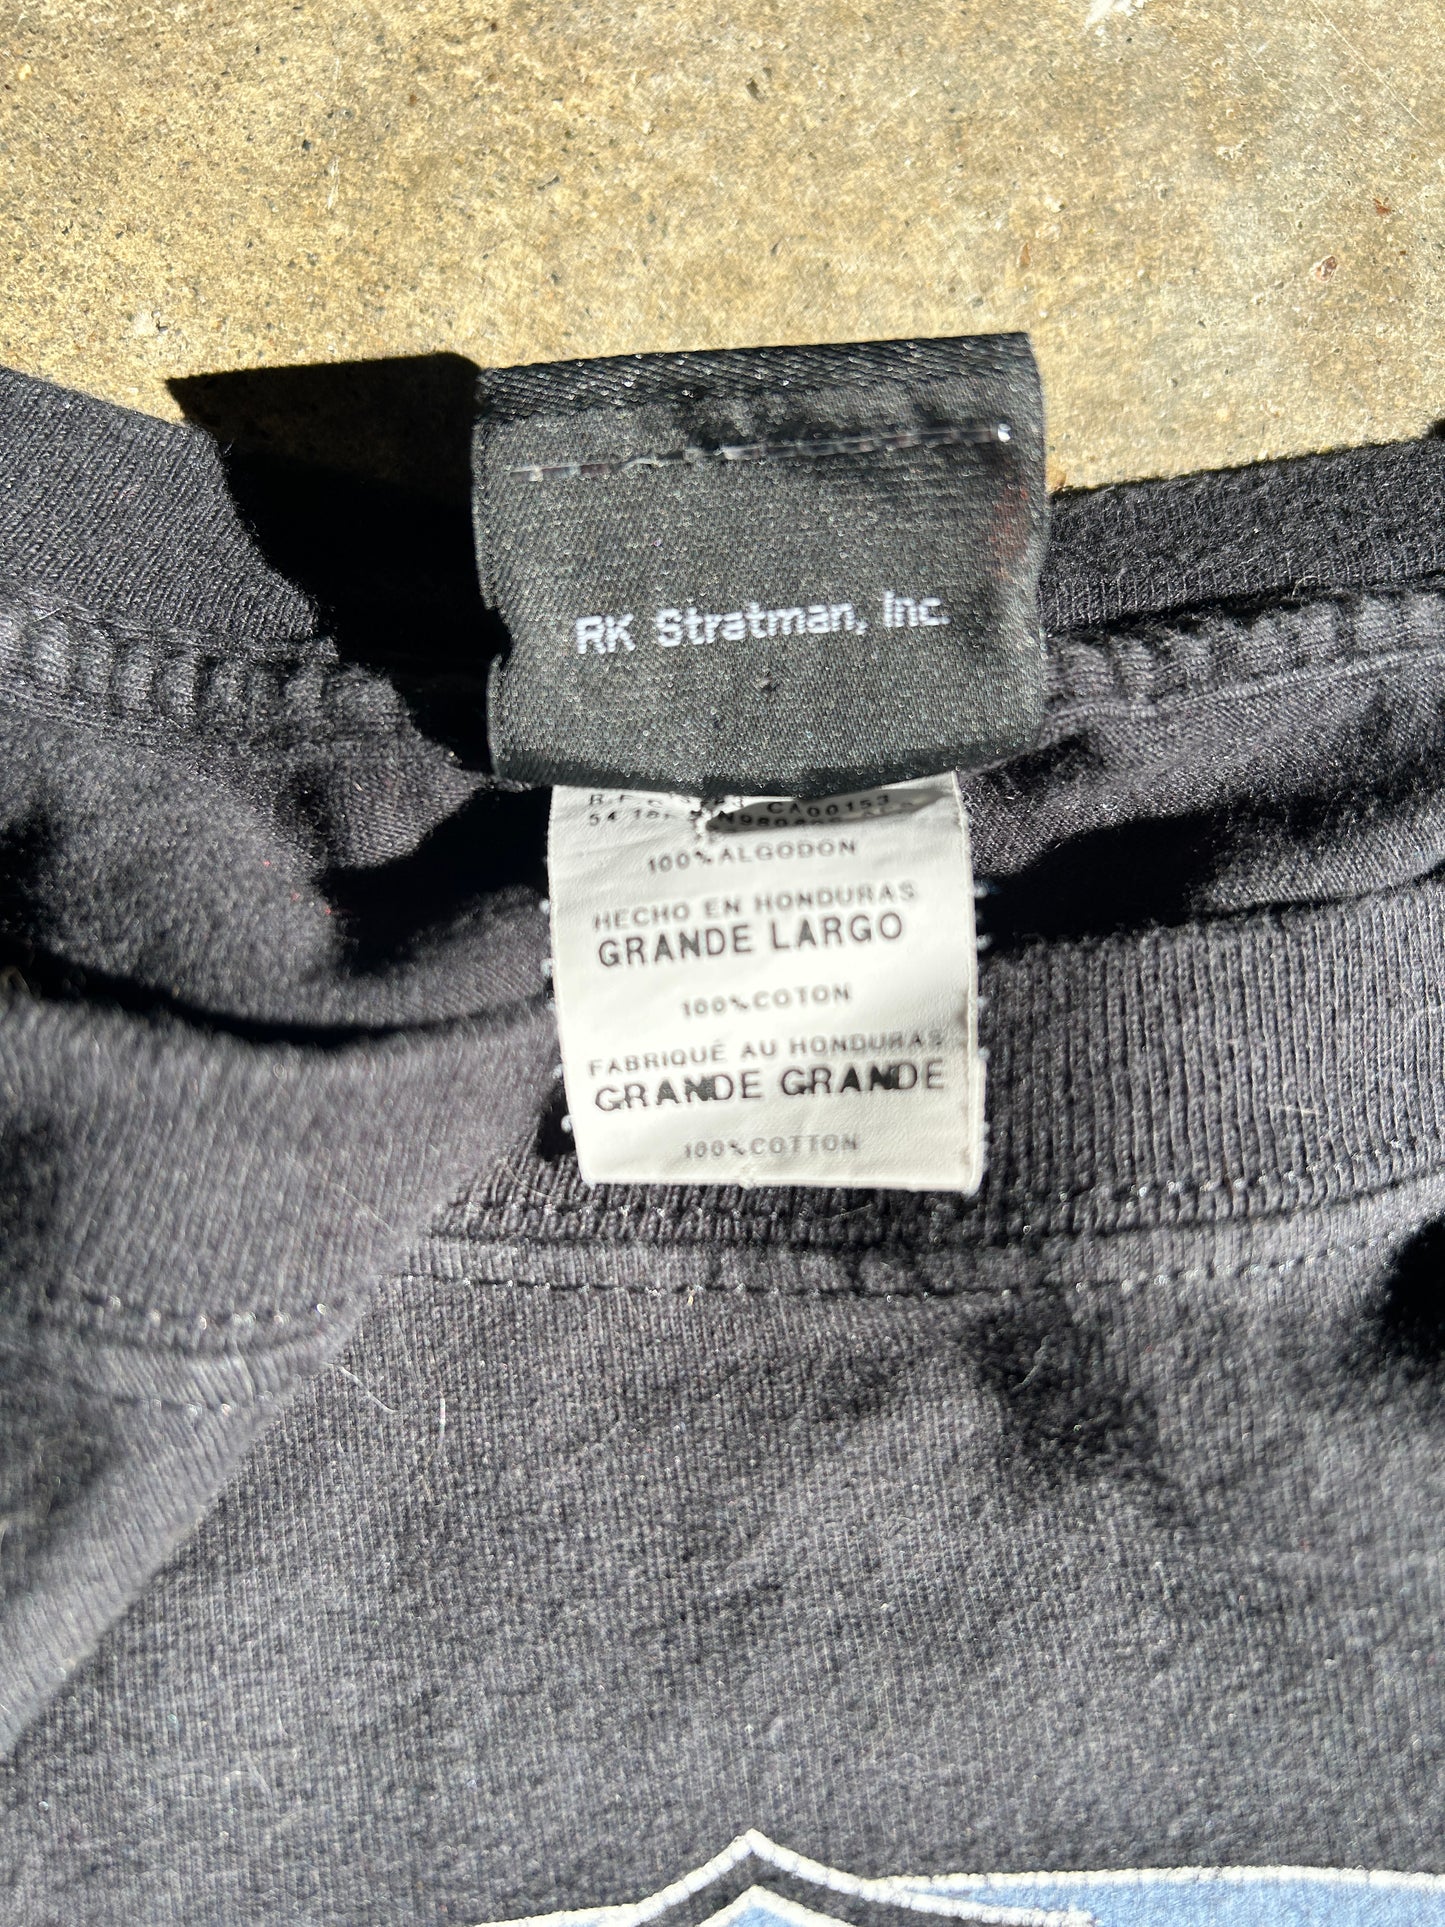 RK Stratman, Inc.
CA00153
100%ALGODON
HECHO EN HONDURAS
GRANDE LARGO
100%COTON
FABRIQUÉ AU HONDURAS
GRANDE GRANDE
100%COTTON